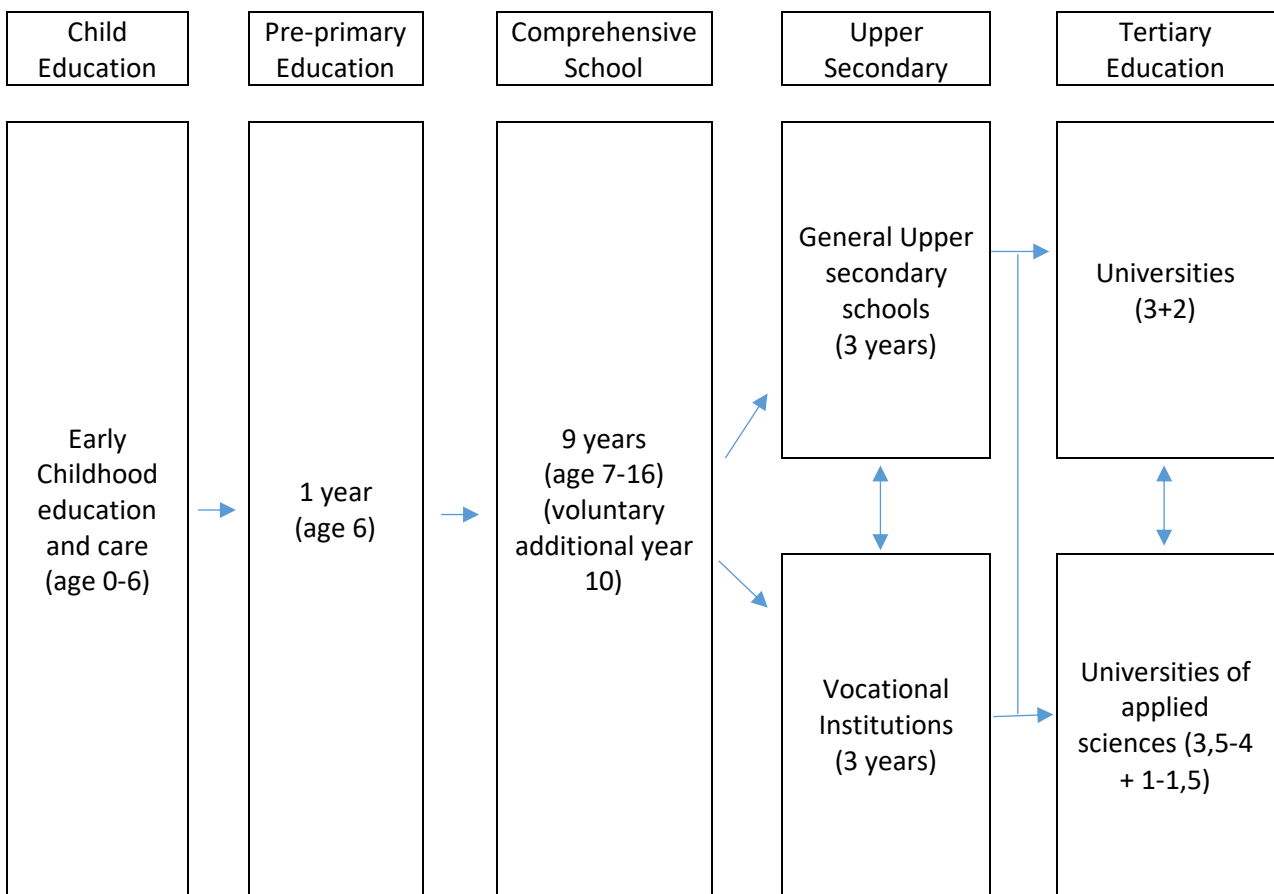 Child
Education
Pre-primary
Education
Comprehensive
School
Upper
Secondary
Tertiary
Education
Early
Childhood
education
and care
(age 0-6)
1 year
(age 6)
9 years
(age 7-16)
(voluntary
additional year
10)
General Upper
secondary
schools
(3 years)
Vocational
Institutions
(3 years)
Universities
(3+2)
Universities of
applied
sciences (3,5-4
+ 1-1,5)